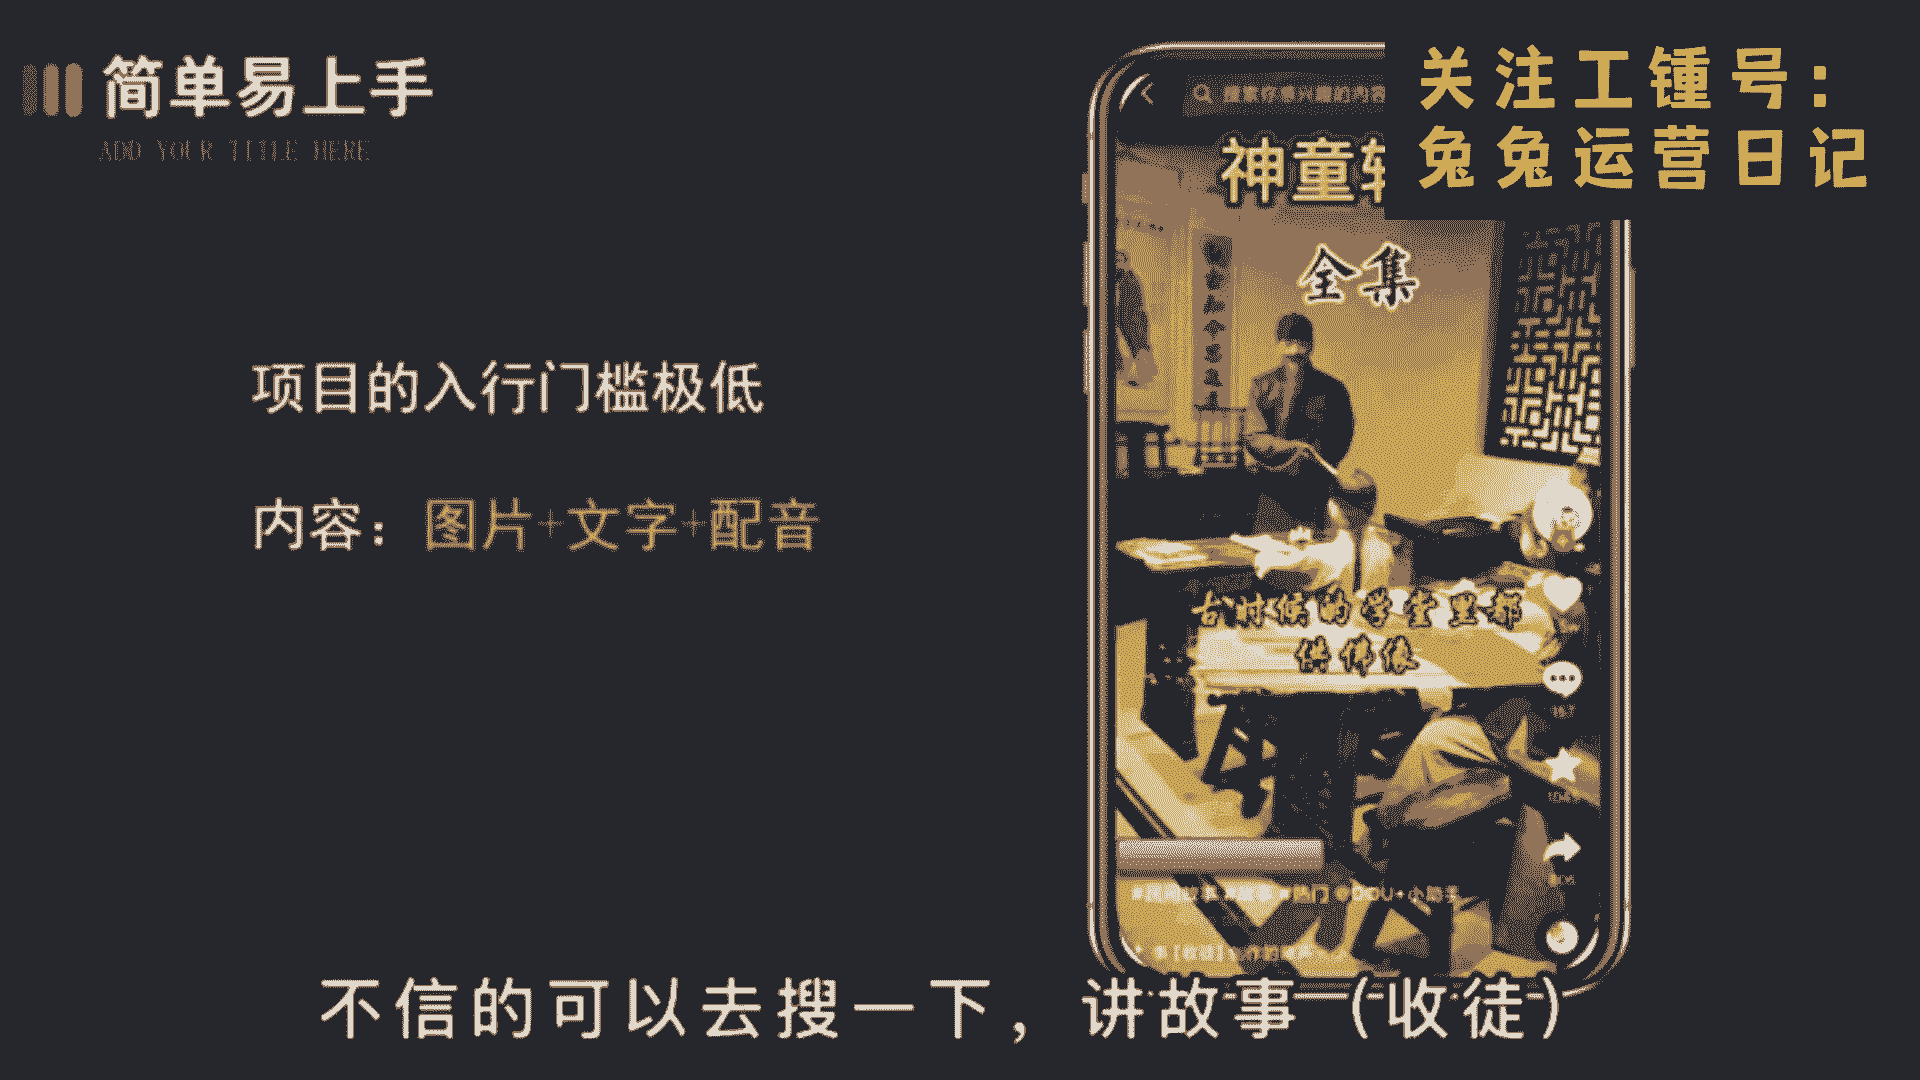 简单易上手
ADD YOUR TITLE HERE
关注工锺号：
兔兔运营日记
项目的入行门槛极低
内容：图片+文字+配音
神童
全集
古时候的学堂里都
供佛像
不信的可以去搜一下，讲故事（收徒）